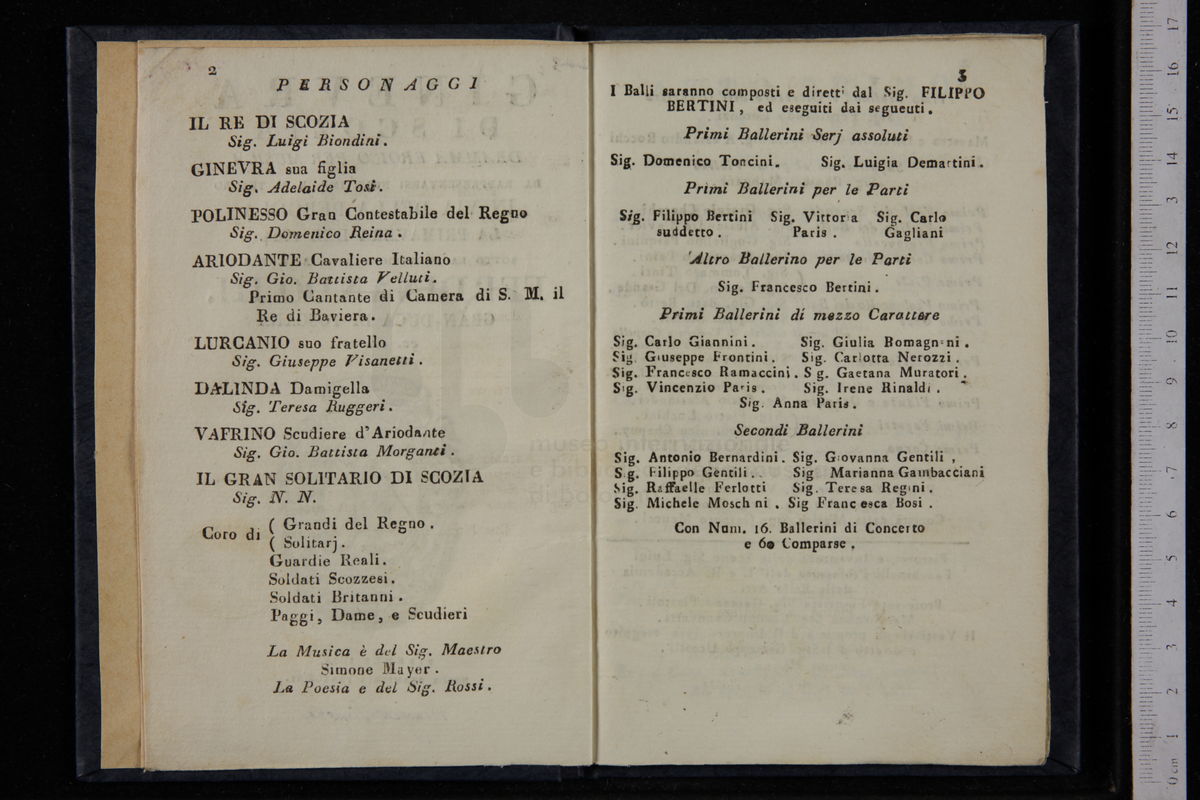 2
PERSONAGGI
IL RE DI SCOZIA
Sig. Luigi Biondini.
GINEVRA sua figlia
Sig. Adelaide Tosi.
POLINESSO Gran Contestabile del Regno
Sig. Domenico Reina.
ARIODANTE Cavaliere Italiano
Sig. Gio. Battista Velluti.
Primo Cantante di Camera di S. M. il
Re di Baviera.
LURCANIO suo fratello
Sig. Giuseppe Visanetti.
DALINDA Damigella
Sig. Teresa Ruggeri.
VAFRINO Scudiere d'Ariodante
Sig. Gio. Battista Morganti.
IL GRAN SOLITARIO DI SCOZIA
Sig. N. N.
Coro di ( Grandi del Regno.
( Solitarj.
Guardie Reali.
Soldati Scozzesi.
Soldati Britanni.
Paggi, Dame, e Scudieri
La Musica è del Sig. Maestro
Simone Mayer.
La Poesia e del Sig. Rossi.
3
I Balli saranno composti e diretti dal Sig. FILIPPO
BERTINI, ed eseguiti dai segueuti.
Primi Ballerini Serj assoluti
Sig. Domenico Toncini. Sig. Luigia Demartini.
Primi Ballerini per le Parti
Sig. Filippo Bertini Sig. Vittoria Sig. Carlo
suddetto. Paris. Gagliani
Altro Ballerino per le Parti
Sig. Francesco Bertini.
Primi Ballerini di mezzo Carattere
Sig. Carlo Giannini. Sig. Giulia Bomagnini.
Sig. Giuseppe Frontini. Sig. Carlotta Nerozzi.
Sig. Francesco Ramaccini. Sig. Gaetana Muratori.
Sig. Vincenzio Paris. Sig. Irene Rinaldi.
Sig. Anna Paris.
Secondi Ballerini
Sig. Antonio Bernardini. Sig. Giovanna Gentili,
Sig. Filippo Gentili. Sig Marianna Gambacciani
Sig. Raffaelle Ferlotti Sig. Teresa Regini.
Sig. Michele Moschini. Sig Francesca Bosi.
Con Num. 16. Ballerini di Concerto
e 60 Comparse.